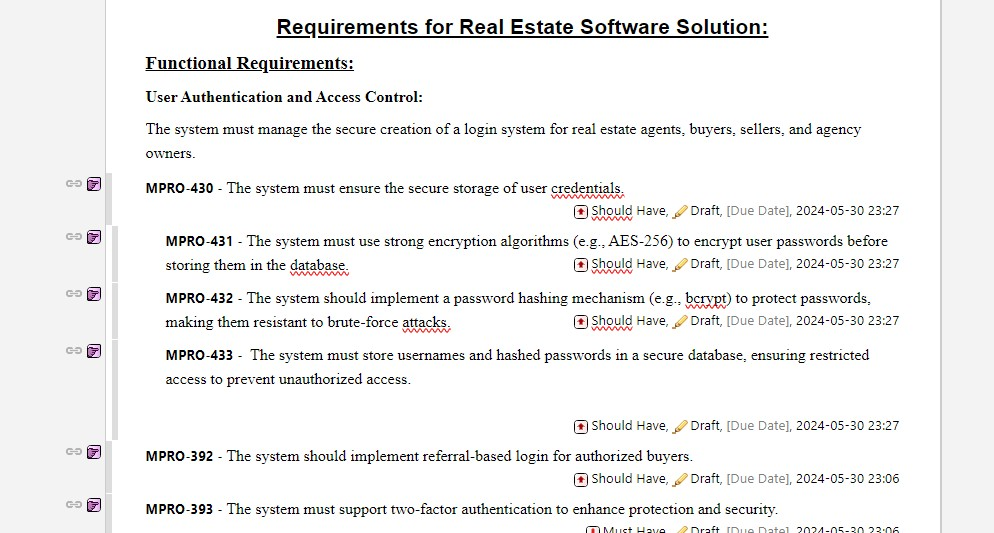 Requirements for Real Estate Software Solution:
Functional Requirements:
User Authentication and Access Control:
The system must manage the secure creation of a login system for real estate agents, buyers, sellers, and agency
owners.
MPRO-430 - The system must ensure the secure storage of user credentials.
Should Have, Draft, [Due Date], 2024-05-30 23:27
MPRO-431 - The system must use strong encryption algorithms (e.g., AES-256) to encrypt user passwords before
storing them in the database. Should Have, Draft, [Due Date], 2024-05-30 23:27
MPRO-432 - The system should implement a password hashing mechanism (e.g., bcrypt) to protect passwords,
making them resistant to brute-force attacks. Should Have, Draft, [Due Date], 2024-05-30 23:27
MPRO-433 - The system must store usernames and hashed passwords in a secure database, ensuring restricted
access to prevent unauthorized access.
Should Have, Draft, [Due Date], 2024-05-30 23:27
MPRO-392 - The system should implement referral-based login for authorized buyers.
Should Have, Draft, [Due Date], 2024-05-30 23:06
MPRO-393 - The system must support two-factor authentication to enhance protection and security.
Must Have, Draft, [Due Date], 2024-05-30 23:06